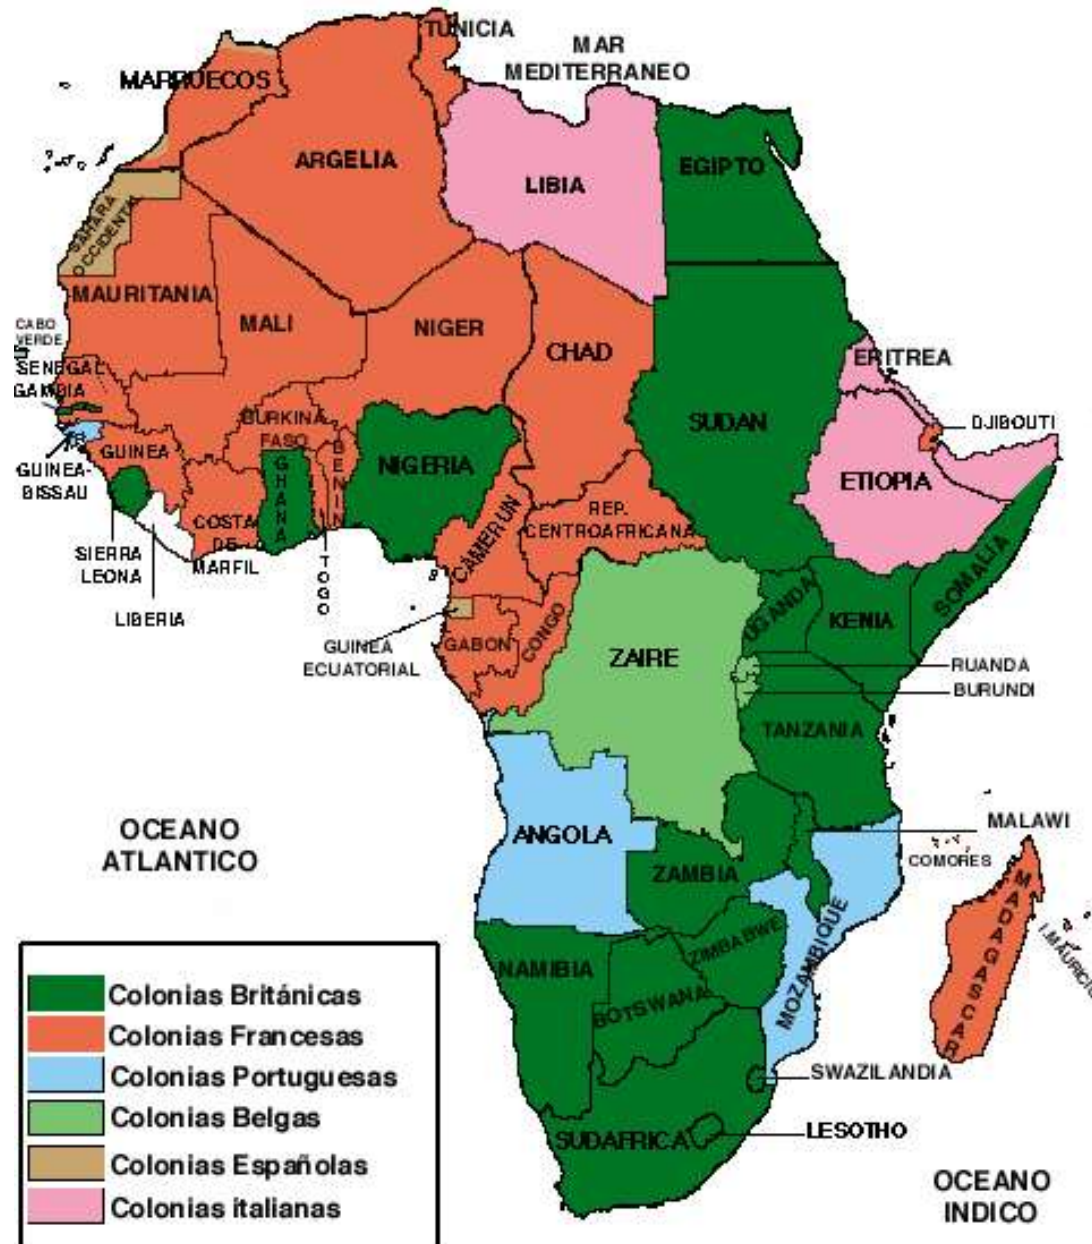 TUNICIA
MAR
MEDITERRANEO
MARRUECOS
ARGELIA
LIBIA
EGIPTO
SAHARA
OCCIDENTAL
MAURITANIA
MALI
NIGER
CHAD
SUDAN
ERITREA
CABO
VERDE
SENEGAL
GAMBIA
DJIBOUTI
BURKINA
FASO
BENIN
GUINEA
GUINEA-
BISSAU
GHANA
NIGERIA
ETIOPIA
COSTA
DE
MARFIL
REP.
CENTROAFRICANA
CAMERUN
SIERRA
LEONA
TOGO
LIBERIA
SOMALIA
UGANDA
KENIA
GUINEA
ECUATORIAL
GABON
CONGO
ZAIRE
RUANDA
BURUNDI
TANZANIA
OCEANO
ATLANTICO
ANGOLA
MALAWI
COMORES
ZAMBIA
MADAGASCAR
I.MAURICIO
MOZAMBIQUE
ZIMBABWE
NAMIBIA
BOTSWANA
SWAZILANDIA
SUDAFRICA
LESOTHO
OCEANO
INDICO
Colonias Británicas
Colonias Francesas
Colonias Portuguesas
Colonias Belgas
Colonias Españolas
Colonias italianas